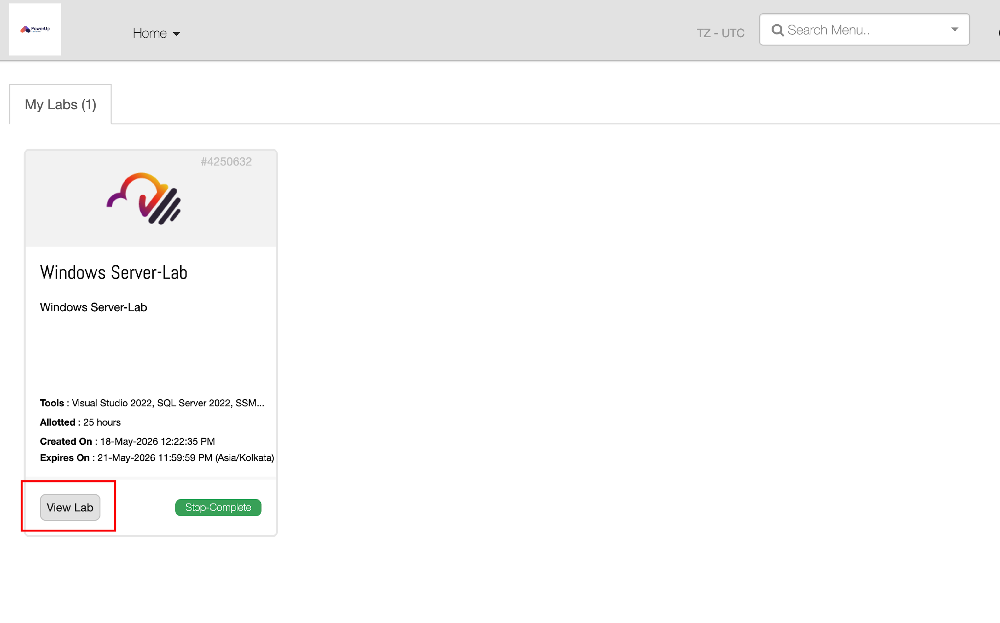 PowerUp
Home
TZ - UTC
Search Menu..
My Labs (1)
#4250632
Windows Server-Lab
Windows Server-Lab
Tools : Visual Studio 2022, SQL Server 2022, SSM...
Allotted : 25 hours
Created On : 18-May-2026 12:22:35 PM
Expires On : 21-May-2026 11:59:59 PM (Asia/Kolkata)
View Lab
Stop-Complete